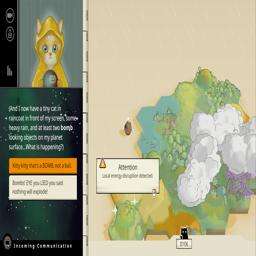 (And I now have a tiny cat in
raincoat in front of my screen, some
heavy rain, and at least two bomb
looking objects on my planet
surface...What is happening?)
Kitty kitty that's a BOMB, not a ball.
Bombs! EYE you LIED you said
nothing will explode!
Incoming Communication
Attention
Local energy disruption detected.